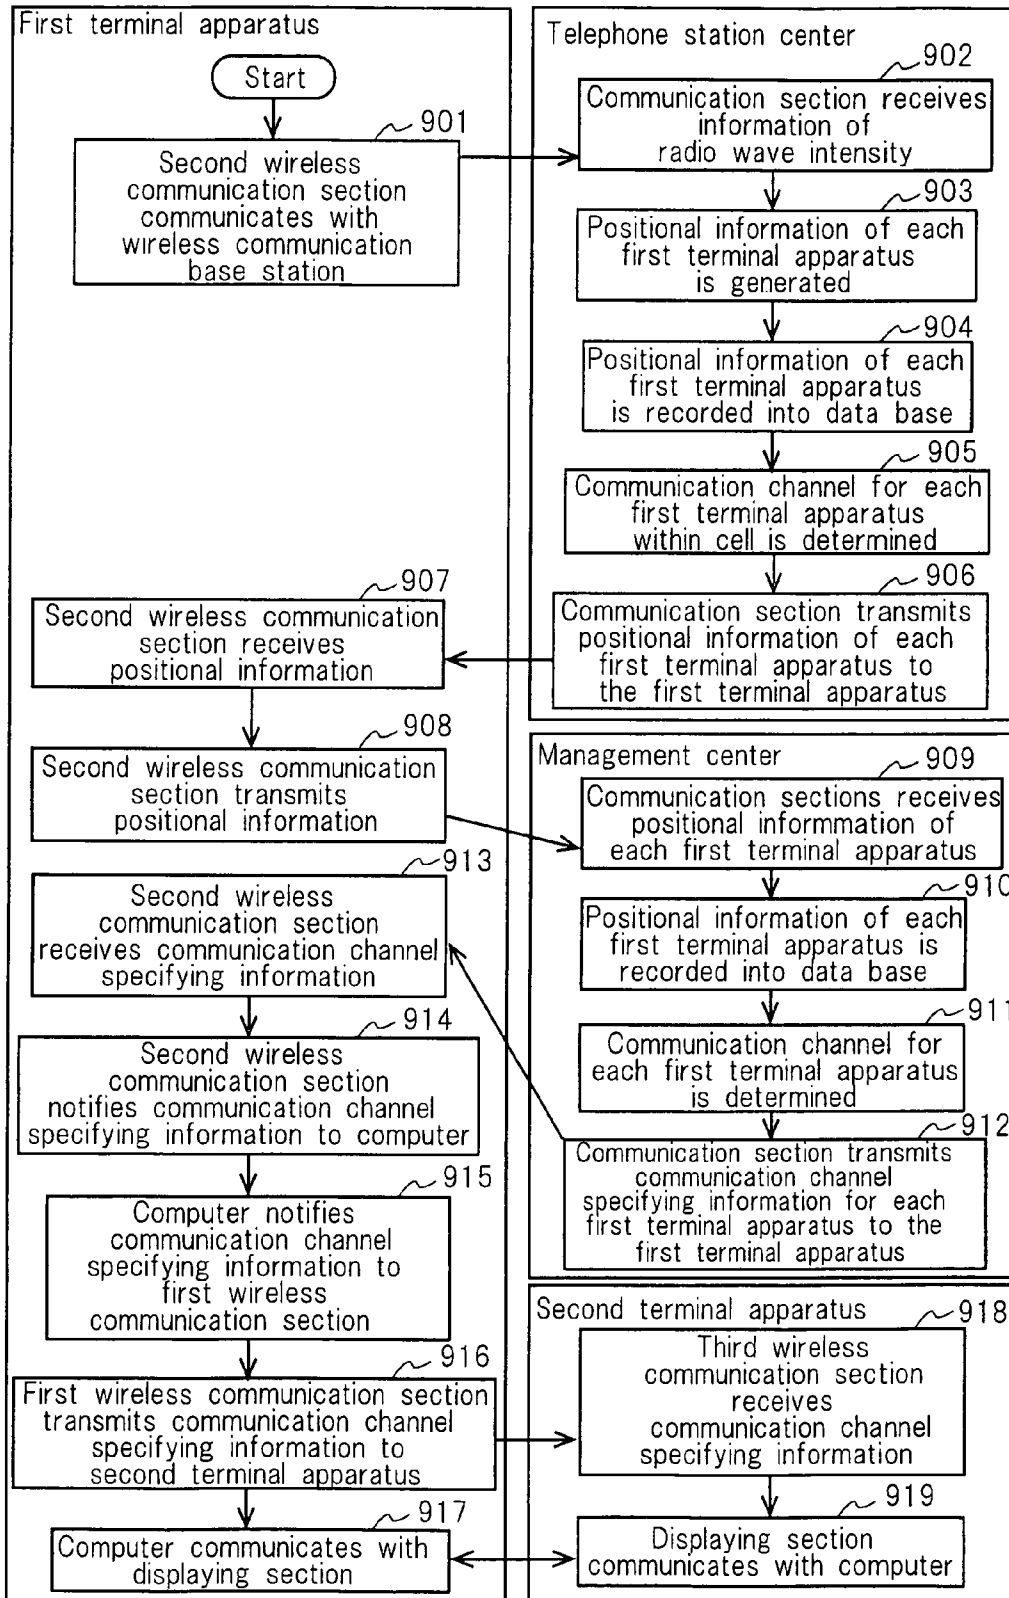 First terminal apparatus
Start
901
Second wireless
communication section
communicates with
wireless communication
base station
Telephone station center
902
Communication section receives
information of
radio wave intensity
903
Positional information of each
first terminal apparatus
is generated
904
Positional information of each
first terminal apparatus
is recorded into data base
905
Communication channel for each
first terminal apparatus
within cell is determined
906
Communication section transmits
positional information of each
first terminal apparatus to
the first terminal apparatus
907
Second wireless communication
section receives
positional information
908
Second wireless communication
section transmits
positional information
Management center
909
Communication sections receives
positional informmation of
each first terminal apparatus
910
Positional information of each
first terminal apparatus is
recorded into data base
911
Communication channel for
each first terminal apparatus
is determined
912
Communication section transmits
communication channel
specifying information for each
first terminal apparatus to the
first terminal apparatus
913
Second wireless
communication section
receives communication channel
specifying information
914
Second wireless
communication section
notifies communication channel
specifying information to computer
915
Computer notifies
communication channel
specifying information to
first wireless
communication section
916
First wireless communication section
transmits communication channel
specifying information to
second terminal apparatus
917
Computer communicates with
displaying section
Second terminal apparatus
918
Third wireless
communication section
receives
communication channel
specifying information
919
Displaying section
communicates with computer